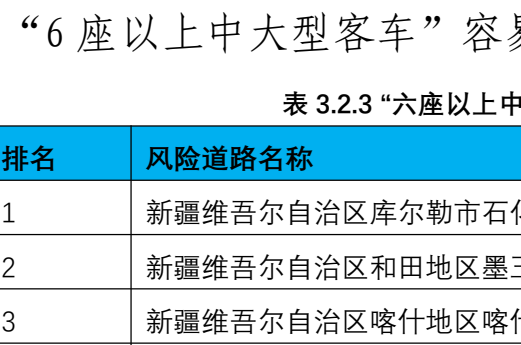 “6座以上中大型客车”容易
表 3.2.3 “六座以上中
排名 风险道路名称
1 新疆维吾尔自治区库尔勒市石
2 新疆维吾尔自治区和田地区墨
3 新疆维吾尔自治区喀什地区喀